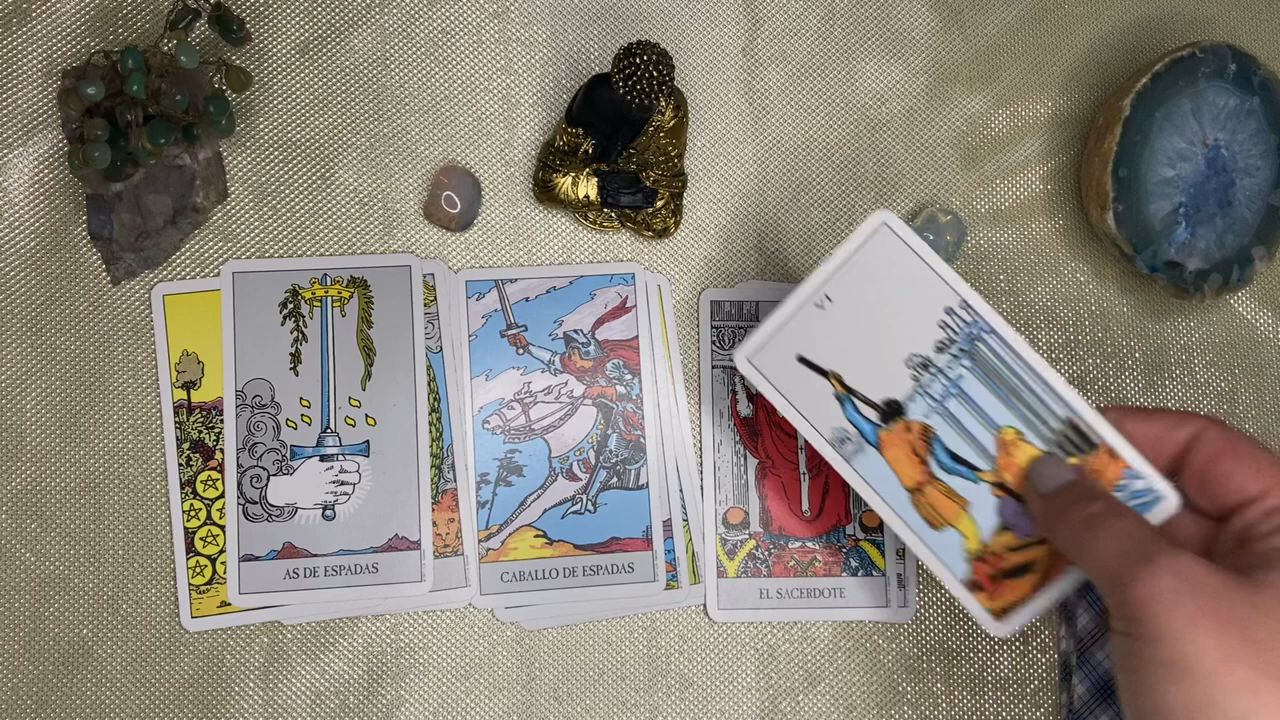 VI
AS DE ESPADAS
CABALLO DE ESPADAS
EL SACERDOTE